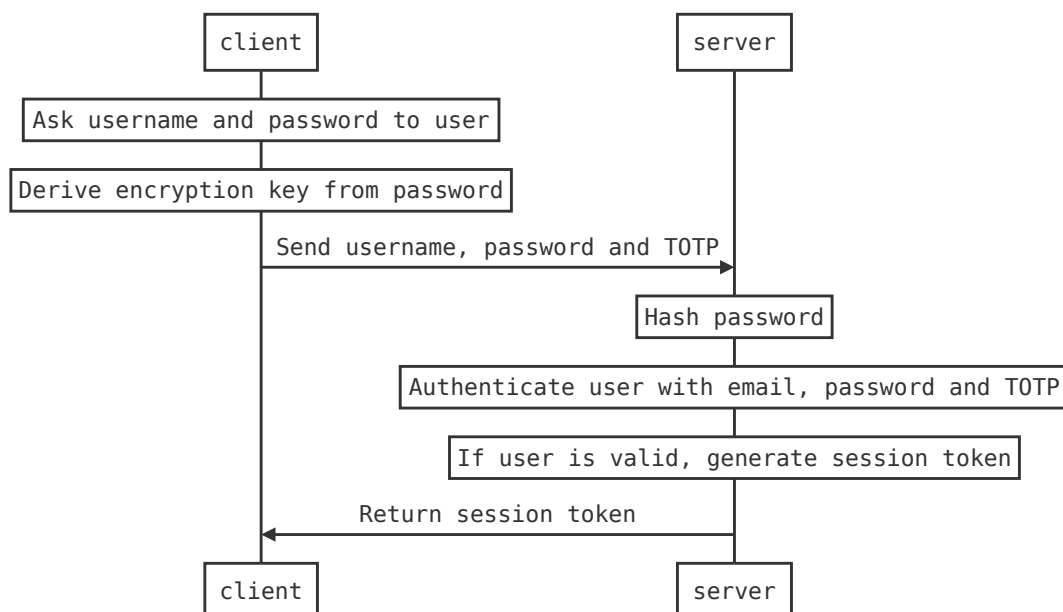 client
server
Ask username and password to user
Derive encryption key from password
Send username, password and TOTP
Hash password
Authenticate user with email, password and TOTP
If user is valid, generate session token
Return session token
client
server